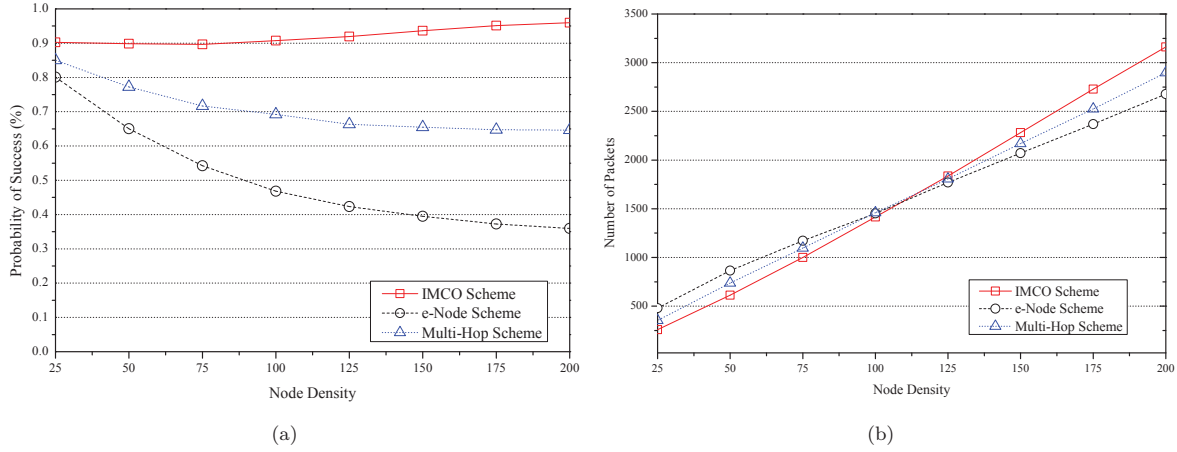 1.0
0.9
0.8
0.7
0.6
0.5
0.4
0.3
0.2
0.1
0.0
Probability of Success (%)
25 50 75 100 125 150 175 200
Node Density
IMCO Scheme
e-Node Scheme
Multi-Hop Scheme
(a)
3500
3000
2500
2000
1500
1000
500
Number of Packets
25 50 75 100 125 150 175 200
Node Density
IMCO Scheme
e-Node Scheme
Multi-Hop Scheme
(b)